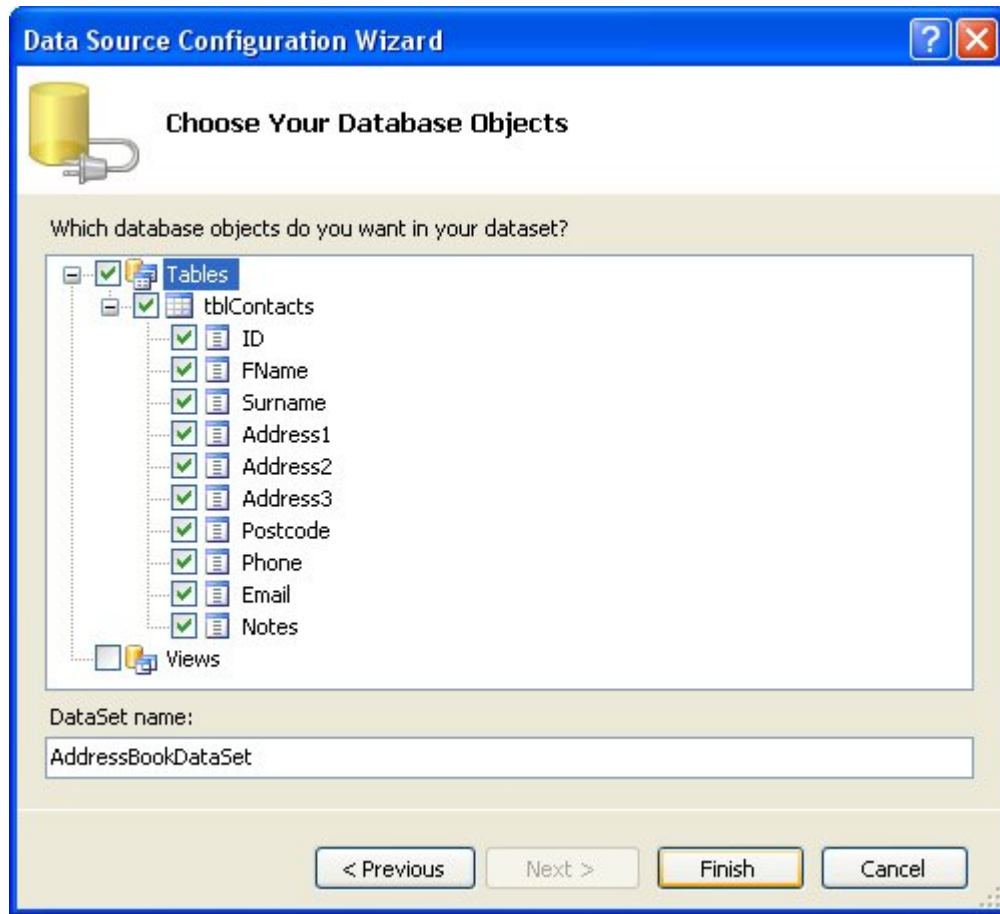 Data Source Configuration Wizard
Choose Your Database Objects
Which database objects do you want in your dataset?
Tables
tblContacts
ID
FName
Surname
Address1
Address2
Address3
Postcode
Phone
Email
Notes
Views
DataSet name:
AddressBookDataSet
< Previous Next > Finish Cancel